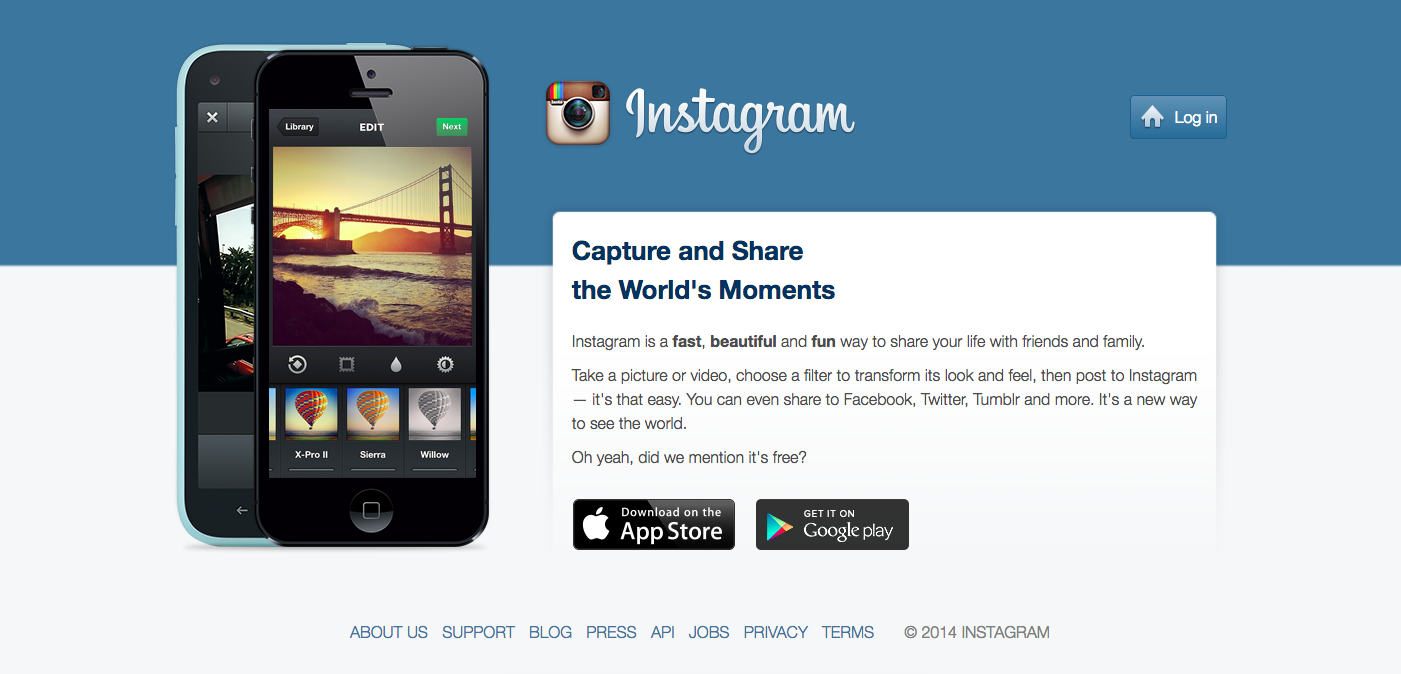 Library
EDIT
Next
X-Pro II
Sierra
Willow
Instagram
Log in
Capture and Share
the World's Moments
Instagram is a fast, beautiful and fun way to share your life with friends and family.
Take a picture or video, choose a filter to transform its look and feel, then post to Instagram
— it's that easy. You can even share to Facebook, Twitter, Tumblr and more. It's a new way
to see the world.
Oh yeah, did we mention it's free?
Download on the
App Store
GET IT ON
Google play
ABOUT US SUPPORT BLOG PRESS API JOBS PRIVACY TERMS © 2014 INSTAGRAM